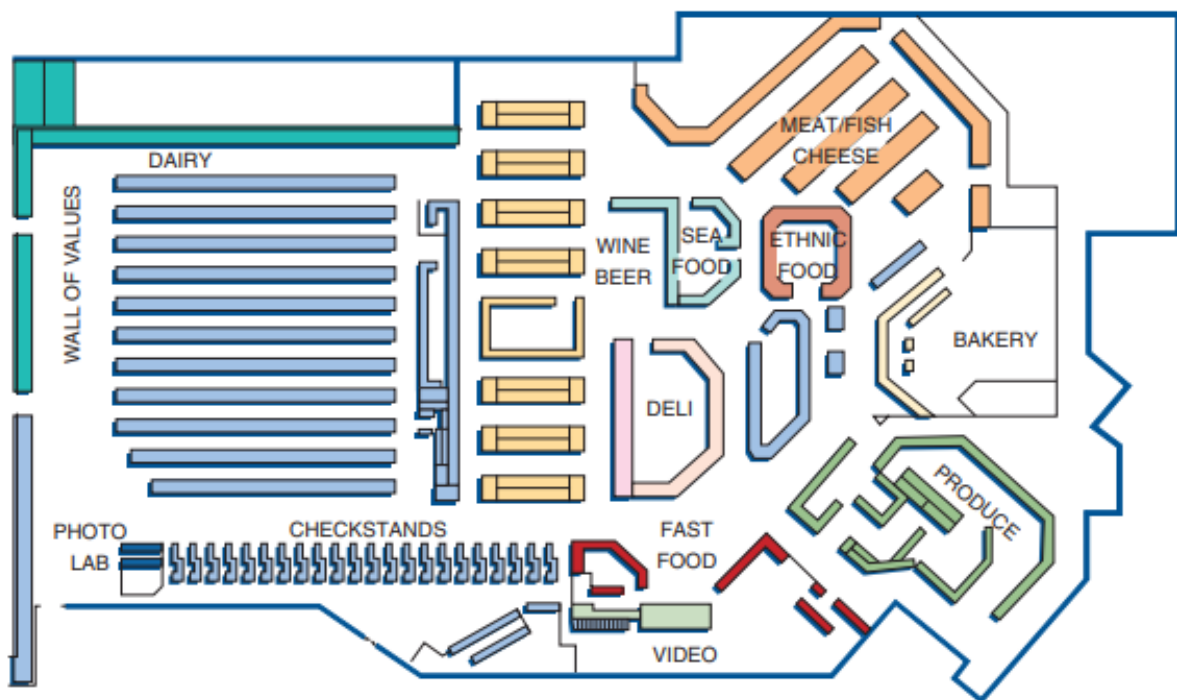 MEAT/FISH
CHEESE
DAIRY
WALL OF VALUES
WINE
BEER
SEA
FOOD
ETHNIC
FOOD
BAKERY
DELI
PRODUCE
PHOTO
LAB
CHECKSTANDS
FAST
FOOD
VIDEO